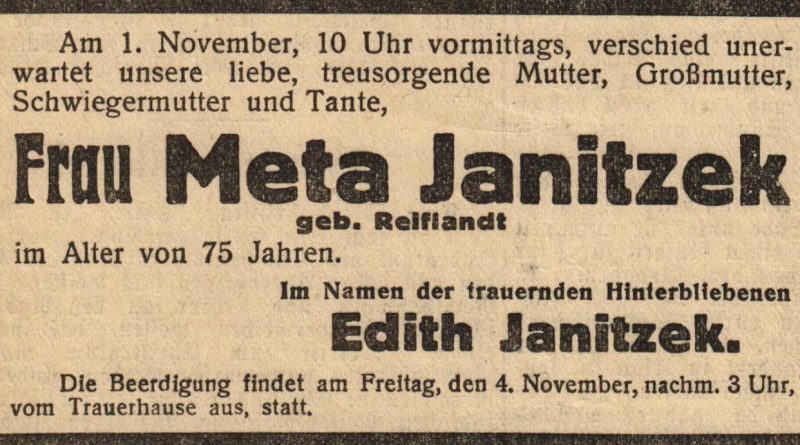 Am 1. November, 10 Uhr vormittags, verschied uner-
wartet unsere liebe, treusorgende Mutter, Großmutter,
Schwiegermutter und Tante,
Frau Meta Janitzek
geb. Reiflandt
im Alter von 75 Jahren.
Im Namen der trauernden Hinterbliebenen
Edith Janitzek.
Die Beerdigung findet am Freitag, den 4. November, nachm. 3 Uhr,
vom Trauerhause aus, statt.